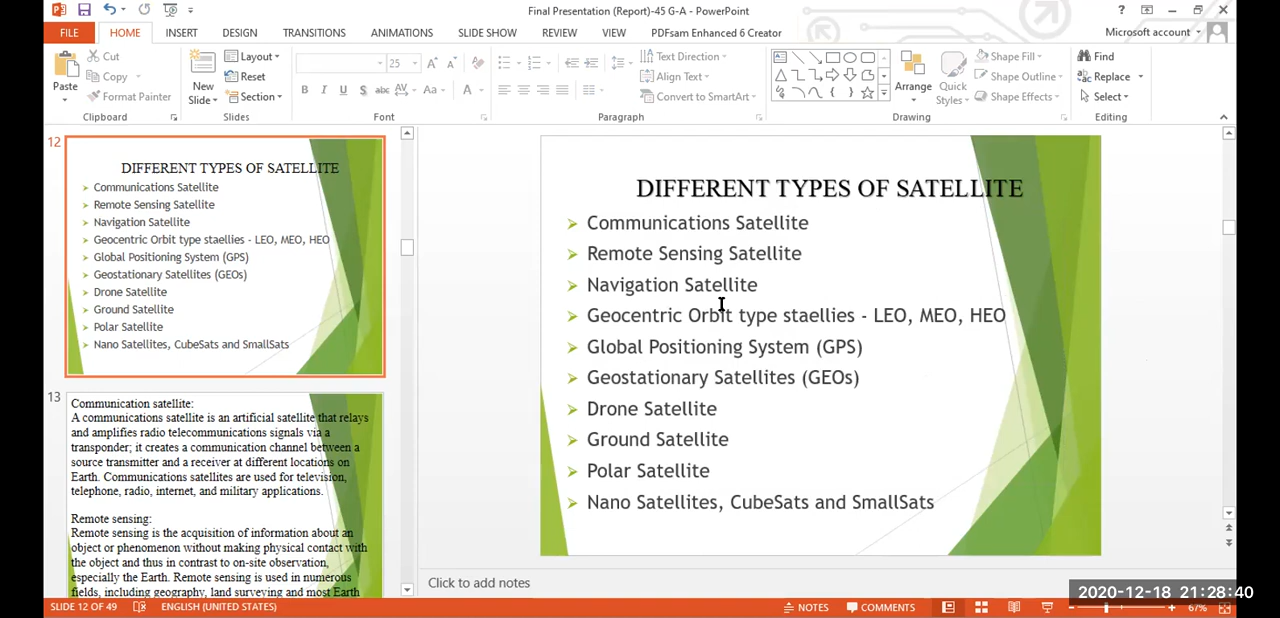 Final Presentation (Report)-45 G-A - PowerPoint
FILE HOME INSERT DESIGN TRANSITIONS ANIMATIONS SLIDE SHOW REVIEW VIEW PDFsam Enhanced 6 Creator Microsoft account
Paste
Cut
Copy
Format Painter
Clipboard
New
Slide
Layout
Reset
Section
Slides
25
B I U S abc AV Aa A
Font
Text Direction
Align Text
Convert to SmartArt
Paragraph
Arrange
Quick
Styles
Shape Fill
Shape Outline
Shape Effects
Drawing
Find
Replace
Select
Editing
12
DIFFERENT TYPES OF SATELLITE
Communications Satellite
Remote Sensing Satellite
Navigation Satellite
Geocentric Orbit type staellies - LEO, MEO, HEO
Global Positioning System (GPS)
Geostationary Satellites (GEOs)
Drone Satellite
Ground Satellite
Polar Satellite
Nano Satellites, CubeSats and SmallSats
13
Communication satellite:
A communications satellite is an artificial satellite that relays
and amplifies radio telecommunications signals via a
transponder; it creates a communication channel between a
source transmitter and a receiver at different locations on
Earth. Communications satellites are used for television,
telephone, radio, internet, and military applications.
Remote sensing:
Remote sensing is the acquisition of information about an
object or phenomenon without making physical contact with
the object and thus in contrast to on-site observation,
especially the Earth. Remote sensing is used in numerous
fields, including geography, land surveying and most Earth
DIFFERENT TYPES OF SATELLITE
Communications Satellite
Remote Sensing Satellite
Navigation Satellite
Geocentric Orbit type staellies - LEO, MEO, HEO
Global Positioning System (GPS)
Geostationary Satellites (GEOs)
Drone Satellite
Ground Satellite
Polar Satellite
Nano Satellites, CubeSats and SmallSats
Click to add notes
2020-12-18 21:28:40
SLIDE 12 OF 49 ENGLISH (UNITED STATES) NOTES COMMENTS 67%